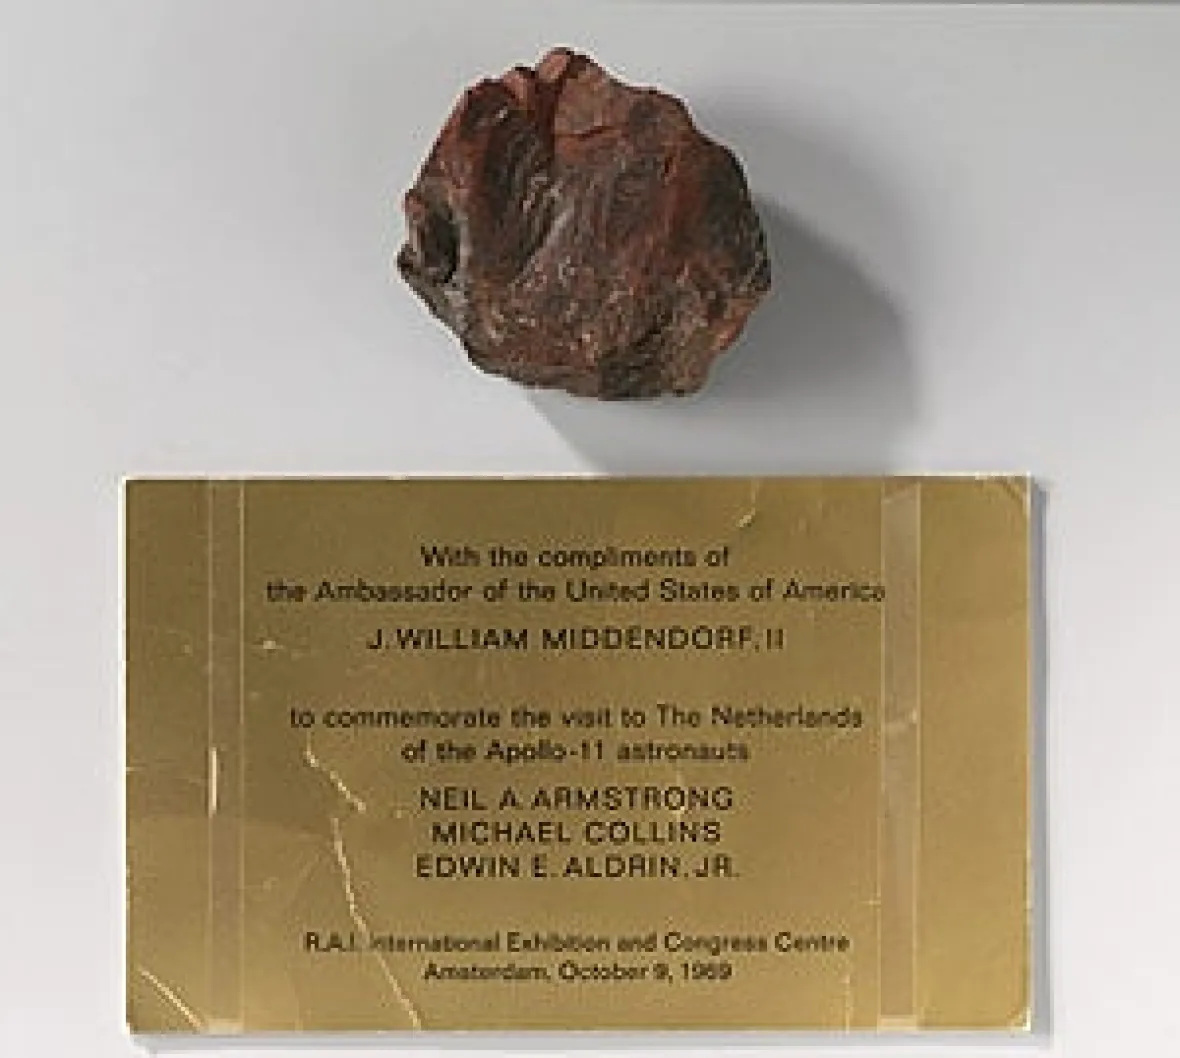 With the compliments of
the Ambassador of the United States of America
J. WILLIAM MIDDENDORF, II
to commemorate the visit to The Netherlands
of the Apollo-11 astronauts
NEIL A. ARMSTRONG
MICHAEL COLLINS
EDWIN E. ALDRIN, JR.
R.A.I. International Exhibition and Congress Centre
Amsterdam, October 9, 1969